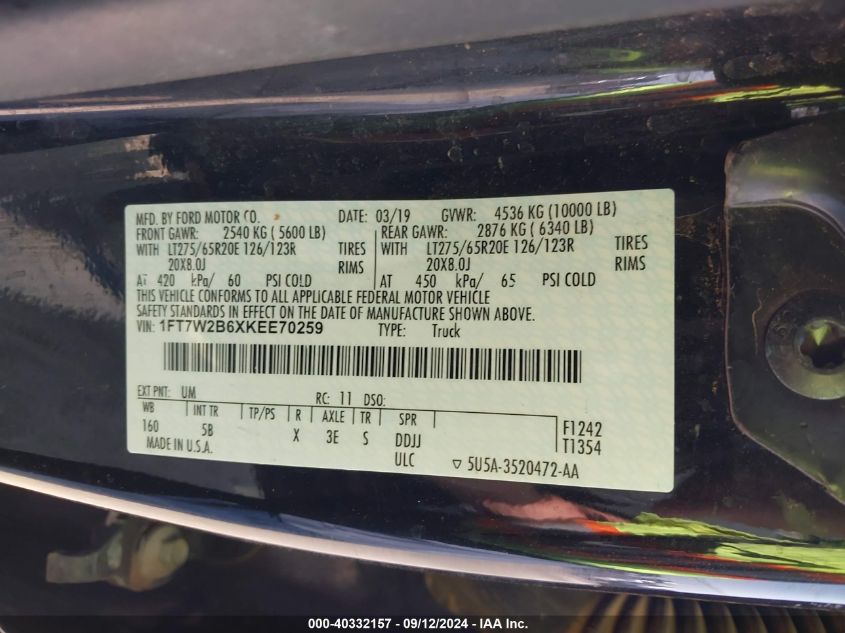 MFD. BY FORD MOTOR CO. DATE: 03/19 GVWR: 4536 KG (10000 LB)
FRONT GAWR: 2540 KG ( 5600 LB) REAR GAWR: 2876 KG ( 6340 LB)
WITH LT275/65R20E 126/123R TIRES WITH LT275/65R20E 126/123R TIRES
20X8.0J RIMS 20X8.0J RIMS
AT 420 kPa/ 60 PSI COLD AT 450 kPa/ 65 PSI COLD
THIS VEHICLE CONFORMS TO ALL APPLICABLE FEDERAL MOTOR VEHICLE
SAFETY STANDARDS IN EFFECT ON THE DATE OF MANUFACTURE SHOWN ABOVE.
VIN: 1FT7W2B6XKEE70259 TYPE: Truck
EXT PNT: UM RC: 11 DSO:
WB INT TR TP/PS R AXLE TR SPR F1242
160 5B X 3E S DDJJ T1354
MADE IN U.S.A. ULC ▽ 5U5A-3520472-AA
000-40332157 - 09/12/2024 - IAA Inc.